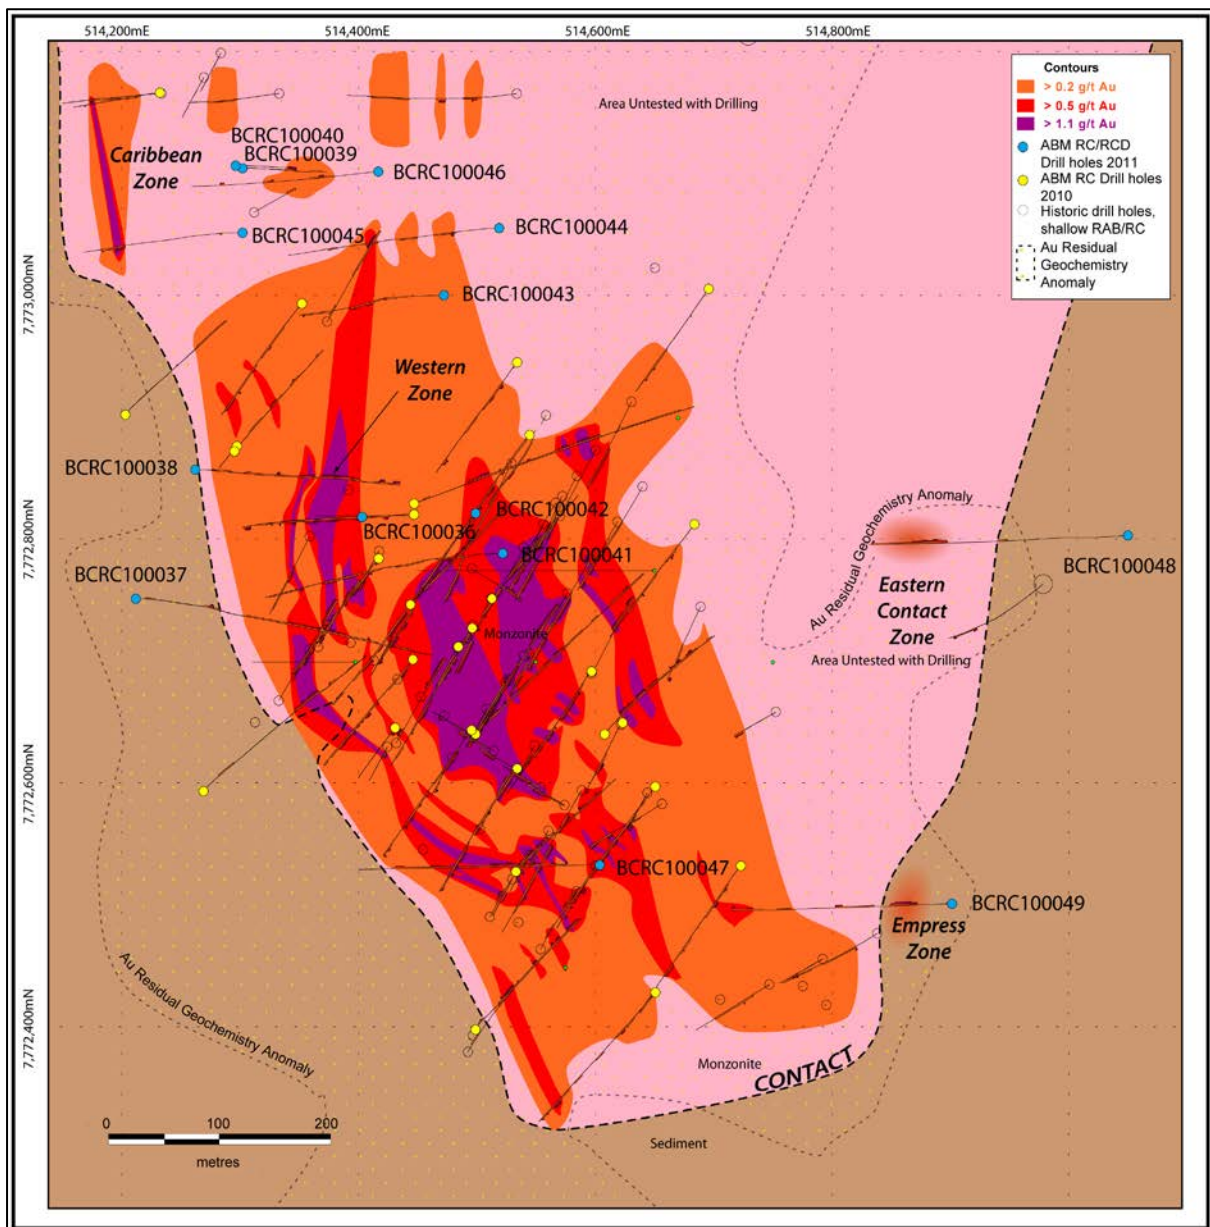 514,200mE
514,400mE
514,600mE
514,800mE
Contours
> 0.2 g/t Au
> 0.5 g/t Au
> 1.1 g/t Au
ABM RC/RCD
Drill holes 2011
ABM RC Drill holes
2010
Historic drill holes,
shallow RAB/RC
Au Residual
Geochemistry
Anomaly
Area Untested with Drilling
BCRC100040
BCRC100039
Caribbean
Zone
BCRC100046
BCRC100045
BCRC100044
7,773,000mN
BCRC100043
Western
Zone
BCRC100038
BCRC100042
BCRC100036
BCRC100041
Au Residual Geochemistry Anomaly
7,772,800mN
BCRC100037
BCRC100048
Eastern
Contact
Zone
Monzonite
Area Untested with Drilling
7,772,600mN
BCRC100047
BCRC100049
Empress
Zone
Au Residual Geochemistry Anomaly
7,772,400mN
Monzonite
CONTACT
Sediment
0
100
200
metres